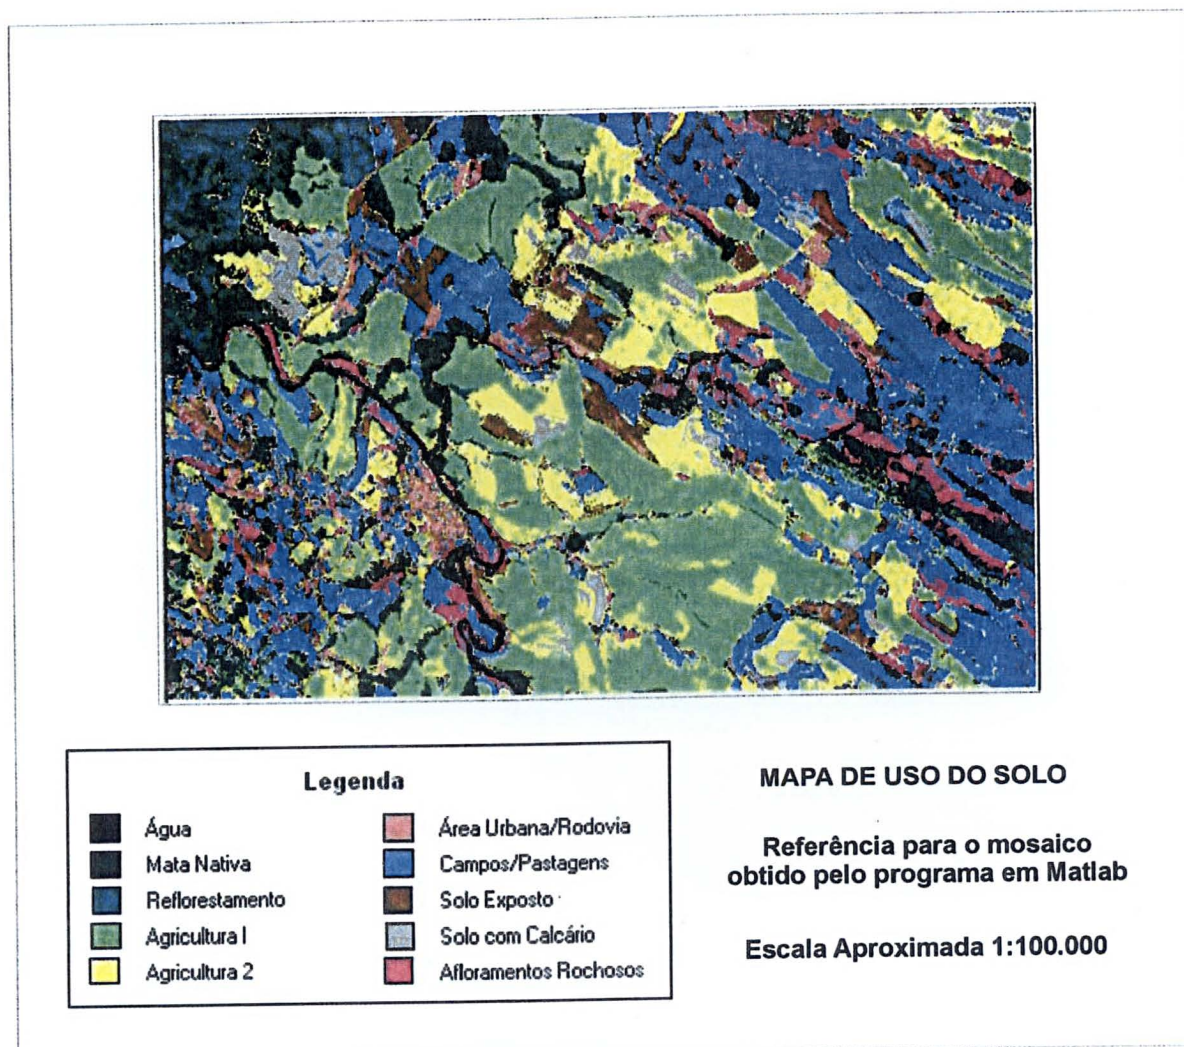 Legenda
Água
Mata Nativa
Reflorestamento
Agricultura I
Agricultura 2
Área Urbana/Rodovia
Campos/Pastagens
Solo Exposto
Solo com Calcário
Afloramentos Rochosos
MAPA DE USO DO SOLO
Referência para o mosaico
obtido pelo programa em Matlab
Escala Aproximada 1:100.000